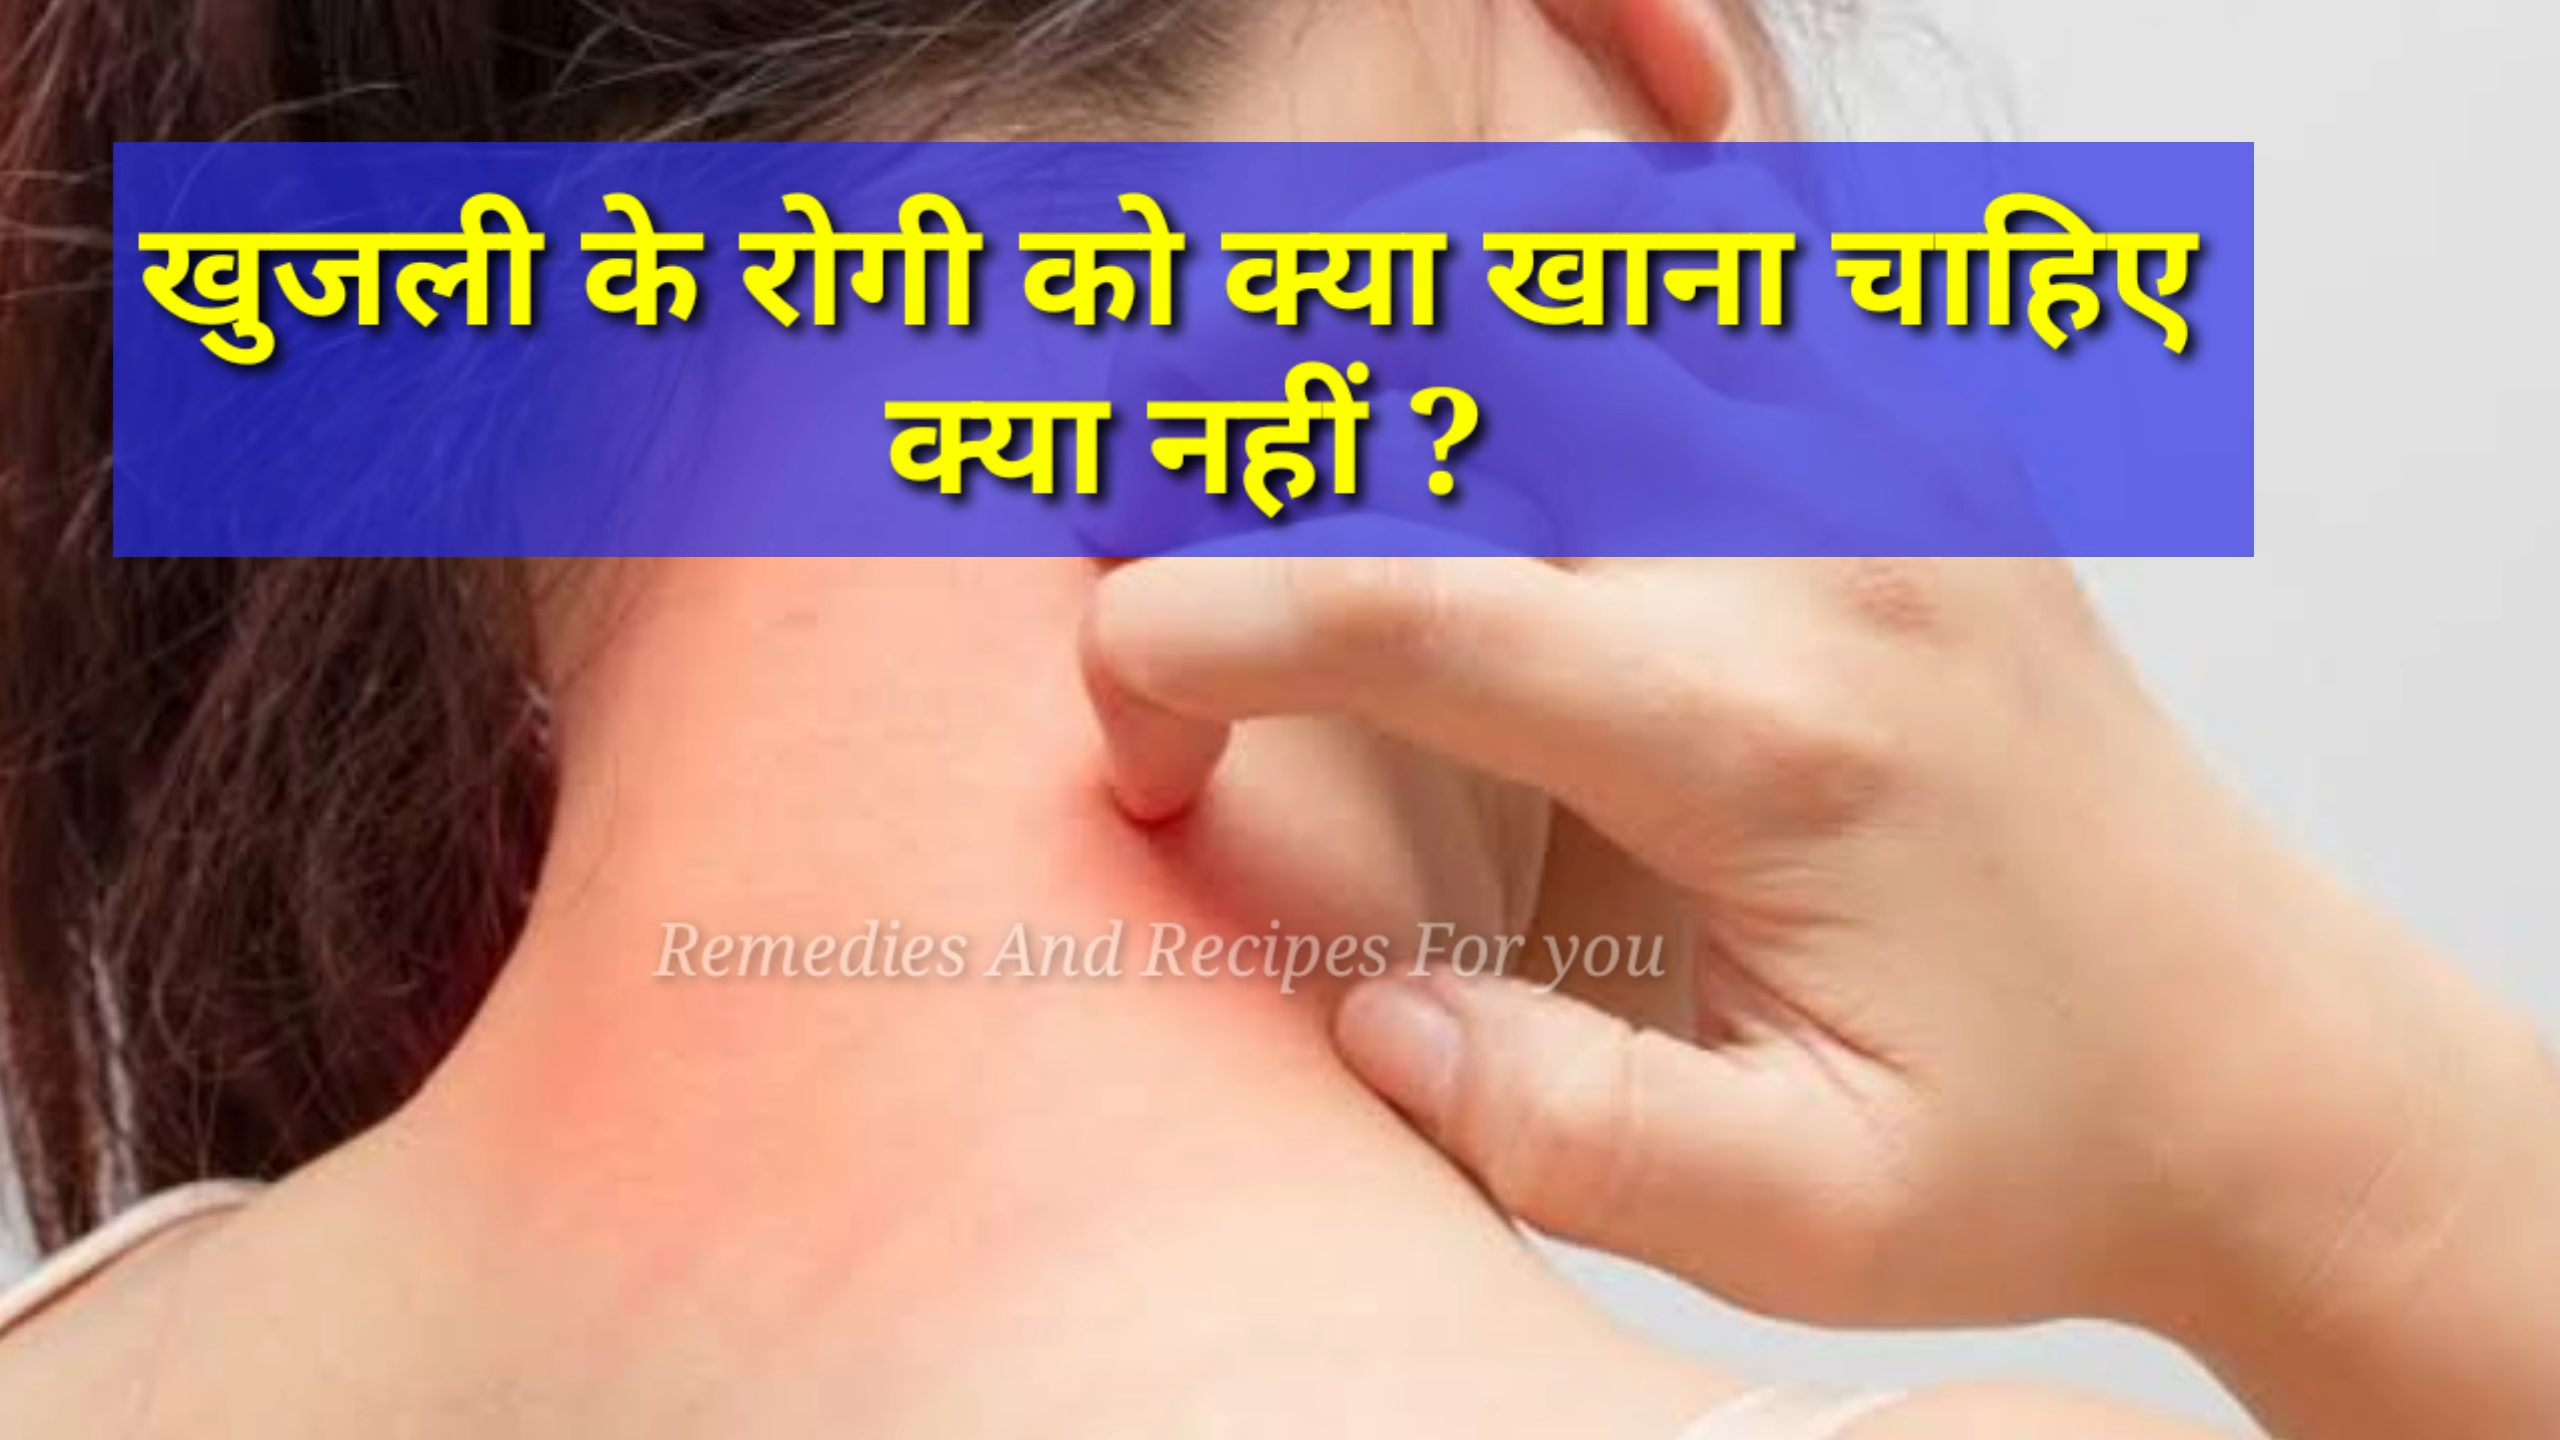 खुजली के रोगी को क्या खाना चाहिए
क्या नहीं ?
Remedies And Recipes For you